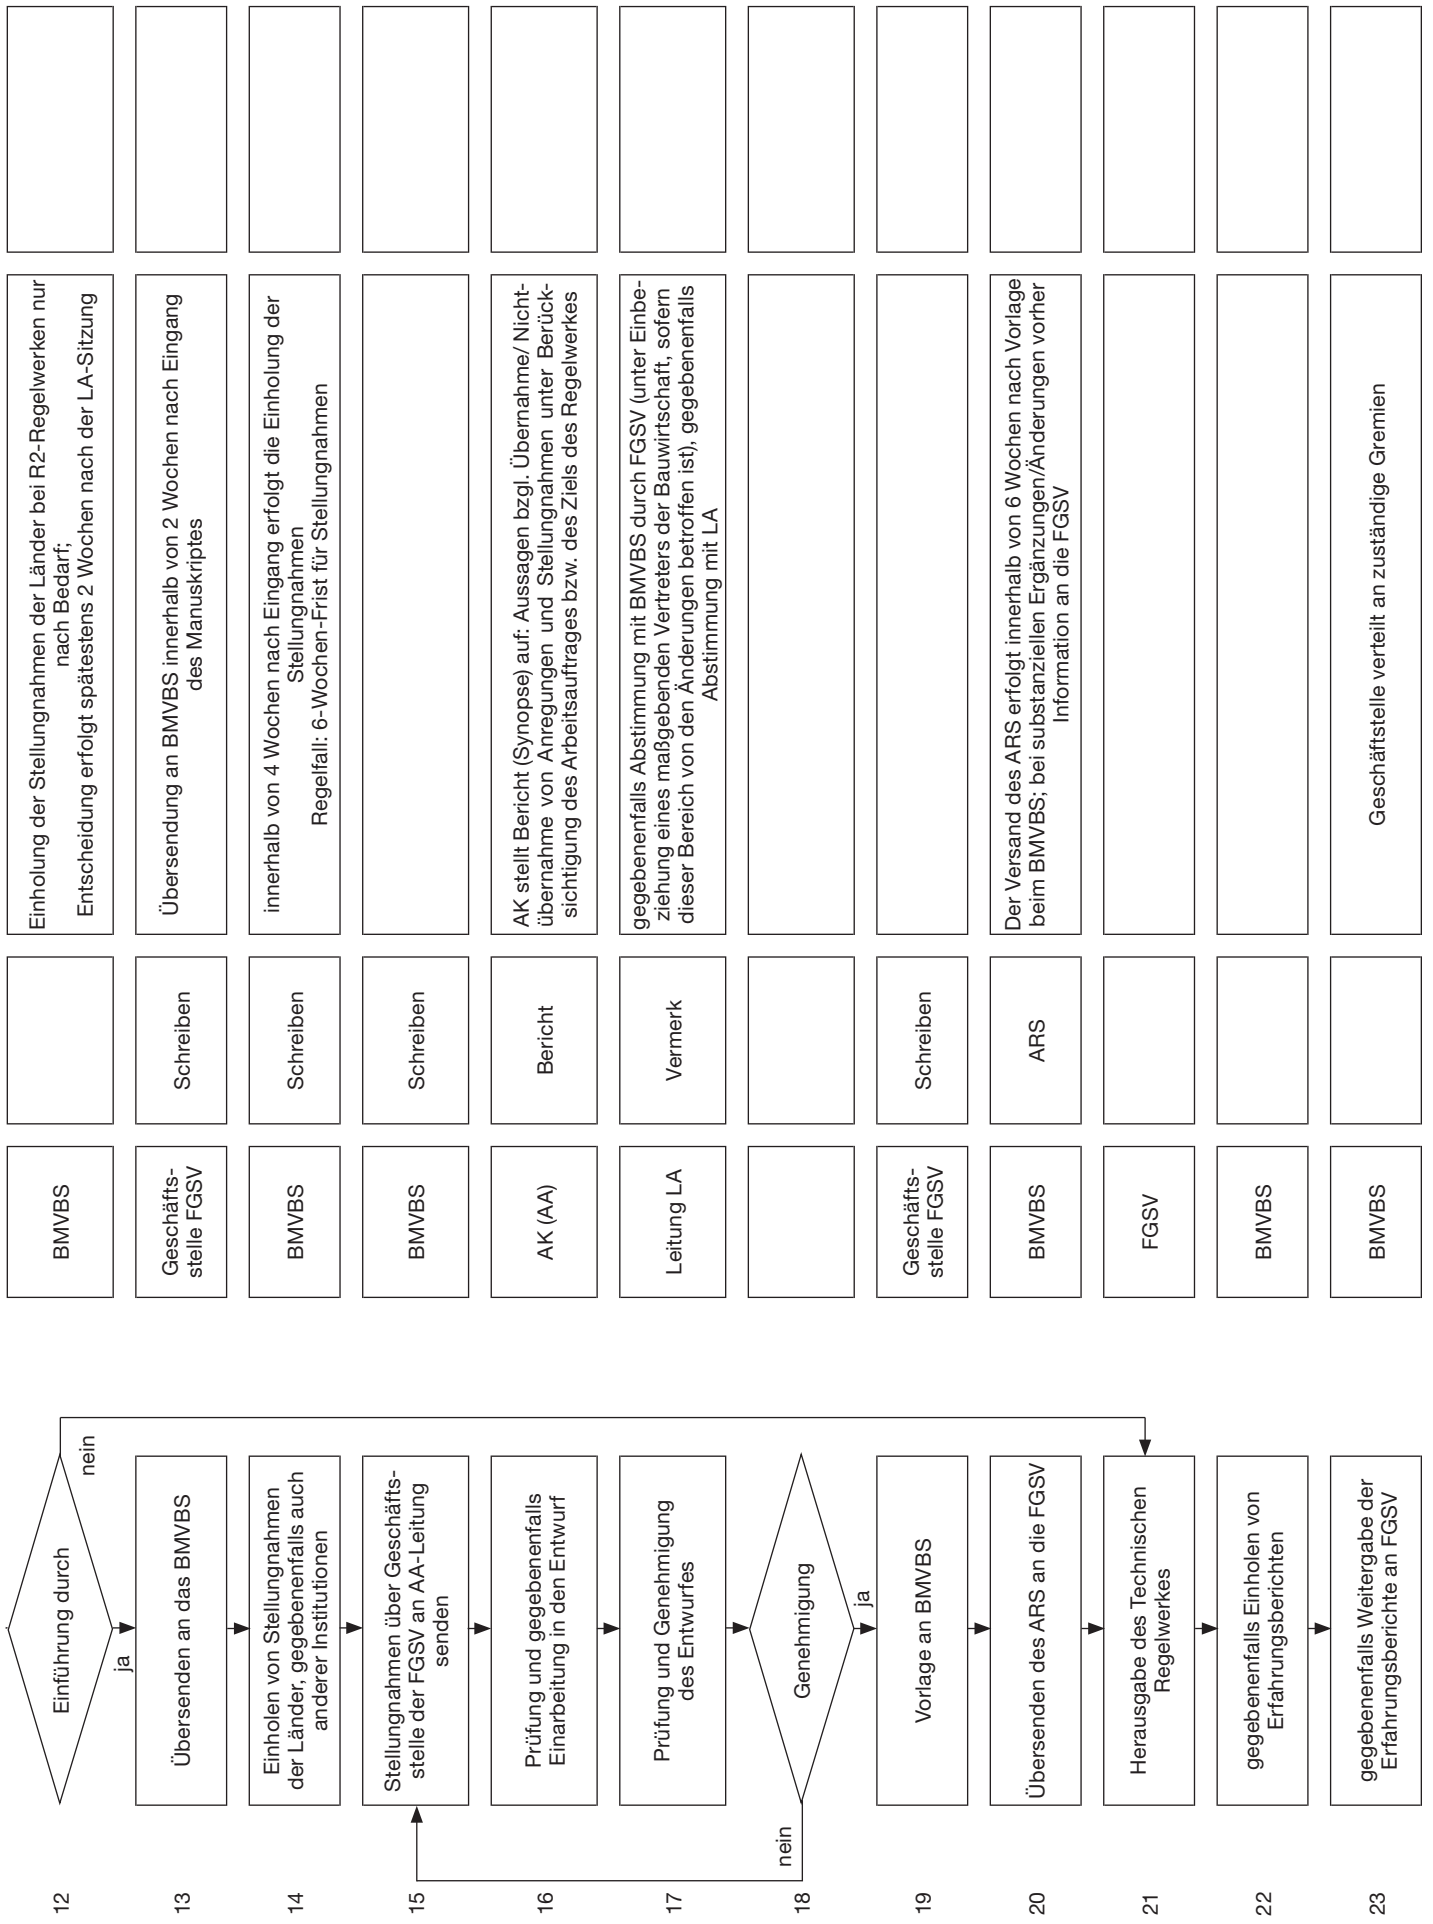 12
Einführung durch
nein
ja
BMVBS
Einholung der Stellungnahmen der Länder bei R2-Regelwerken nur
nach Bedarf;
Entscheidung erfolgt spätestens 2 Wochen nach der LA-Sitzung
13
Übersenden an das BMVBS
Geschäfts-
stelle FGSV
Schreiben
Übersendung an BMVBS innerhalb von 2 Wochen nach Eingang
des Manuskriptes
14
Einholen von Stellungnahmen
der Länder, gegebenenfalls auch
anderer Institutionen
BMVBS
Schreiben
innerhalb von 4 Wochen nach Eingang erfolgt die Einholung der
Stellungnahmen
Regelfall: 6-Wochen-Frist für Stellungnahmen
15
Stellungnahmen über Geschäfts-
stelle der FGSV an AA-Leitung
senden
BMVBS
Schreiben
16
Prüfung und gegebenenfalls
Einarbeitung in den Entwurf
AK (AA)
Bericht
AK stellt Bericht (Synopse) auf: Aussagen bzgl. Übernahme/ Nicht-
übernahme von Anregungen und Stellungnahmen unter Berück-
sichtigung des Arbeitsauftrages bzw. des Ziels des Regelwerkes
17
Prüfung und Genehmigung
des Entwurfes
Leitung LA
Vermerk
gegebenenfalls Abstimmung mit BMVBS durch FGSV (unter Einbe-
ziehung eines maßgebenden Vertreters der Bauwirtschaft, sofern
dieser Bereich von den Änderungen betroffen ist), gegebenenfalls
Abstimmung mit LA
18
nein
Genehmigung
ja
19
Vorlage an BMVBS
Geschäfts-
stelle FGSV
Schreiben
20
Übersenden des ARS an die FGSV
BMVBS
ARS
Der Versand des ARS erfolgt innerhalb von 6 Wochen nach Vorlage
beim BMVBS; bei substanziellen Ergänzungen/Änderungen vorher
Information an die FGSV
21
Herausgabe des Technischen
Regelwerkes
FGSV
22
gegebenenfalls Einholen von
Erfahrungsberichten
BMVBS
23
gegebenenfalls Weitergabe der
Erfahrungsberichte an FGSV
BMVBS
Geschäftstelle verteilt an zuständige Gremien